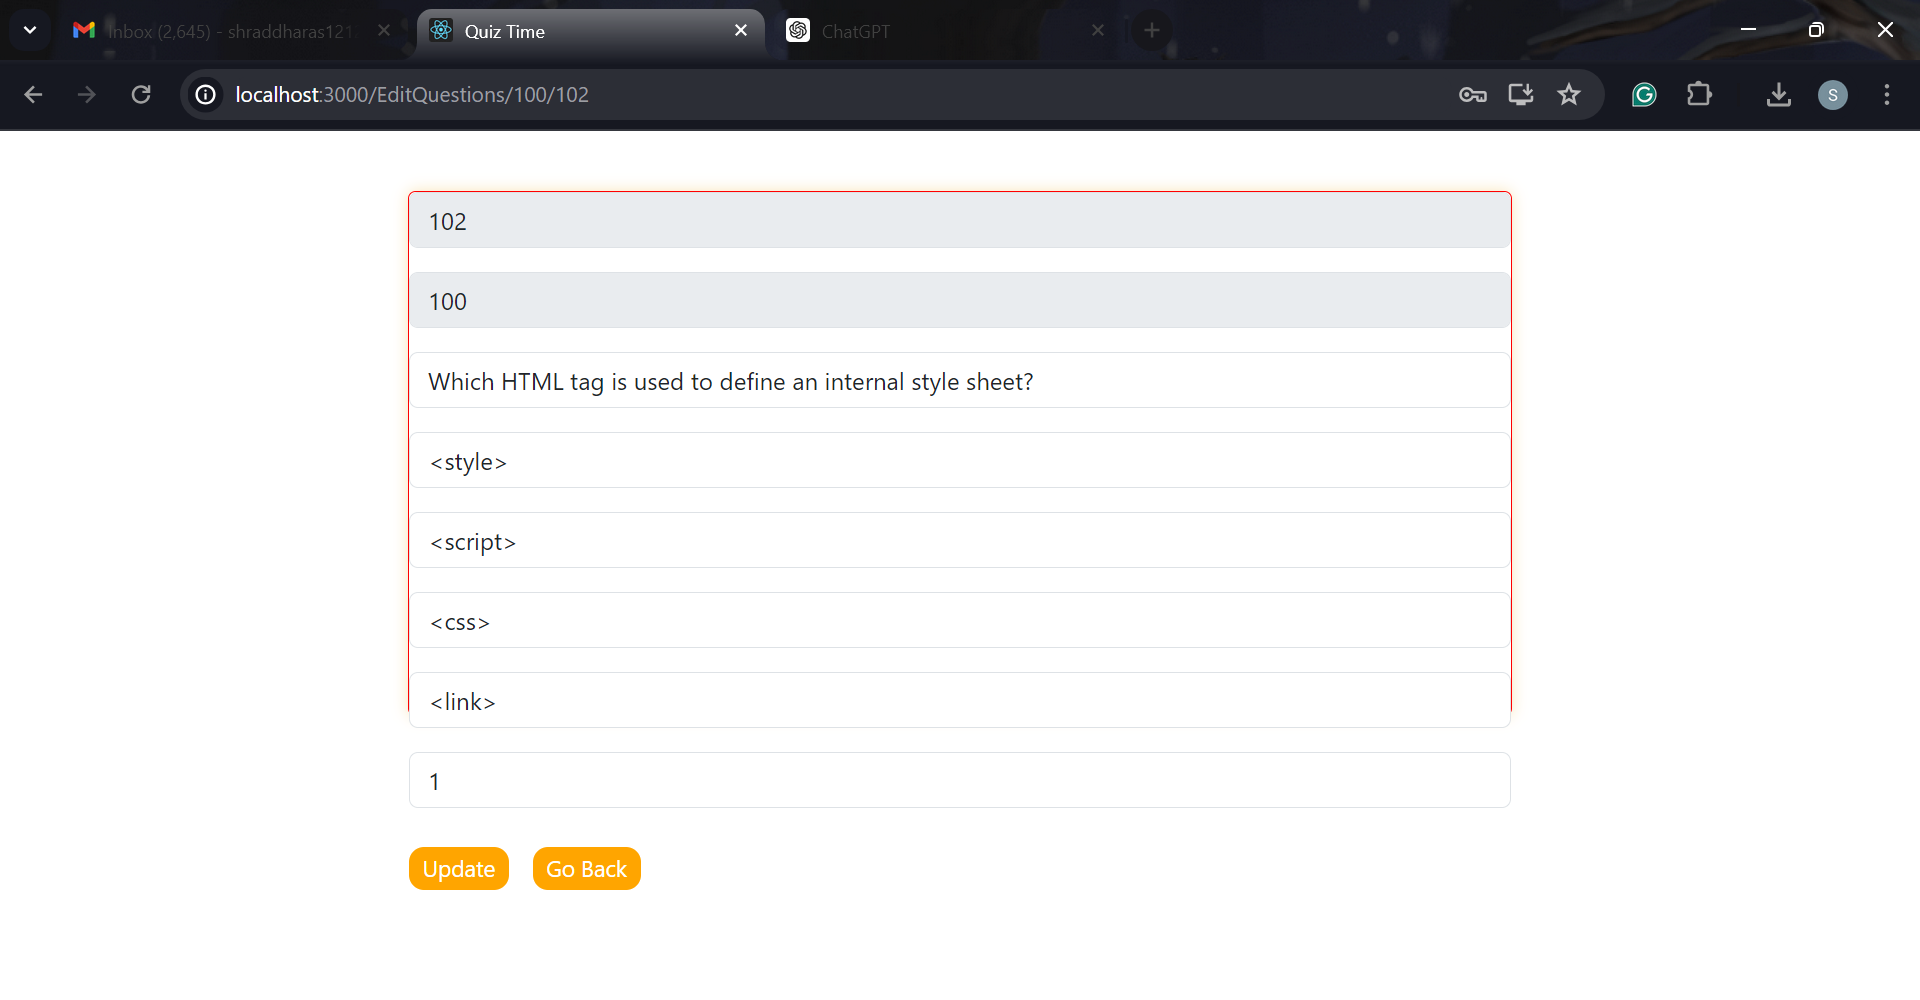 Inbox (2,645) - shraddharas121
Quiz Time
ChatGPT
localhost:3000/EditQuestions/100/102
S
102
100
Which HTML tag is used to define an internal style sheet?
<style>
<script>
<css>
<link>
1
Update
Go Back